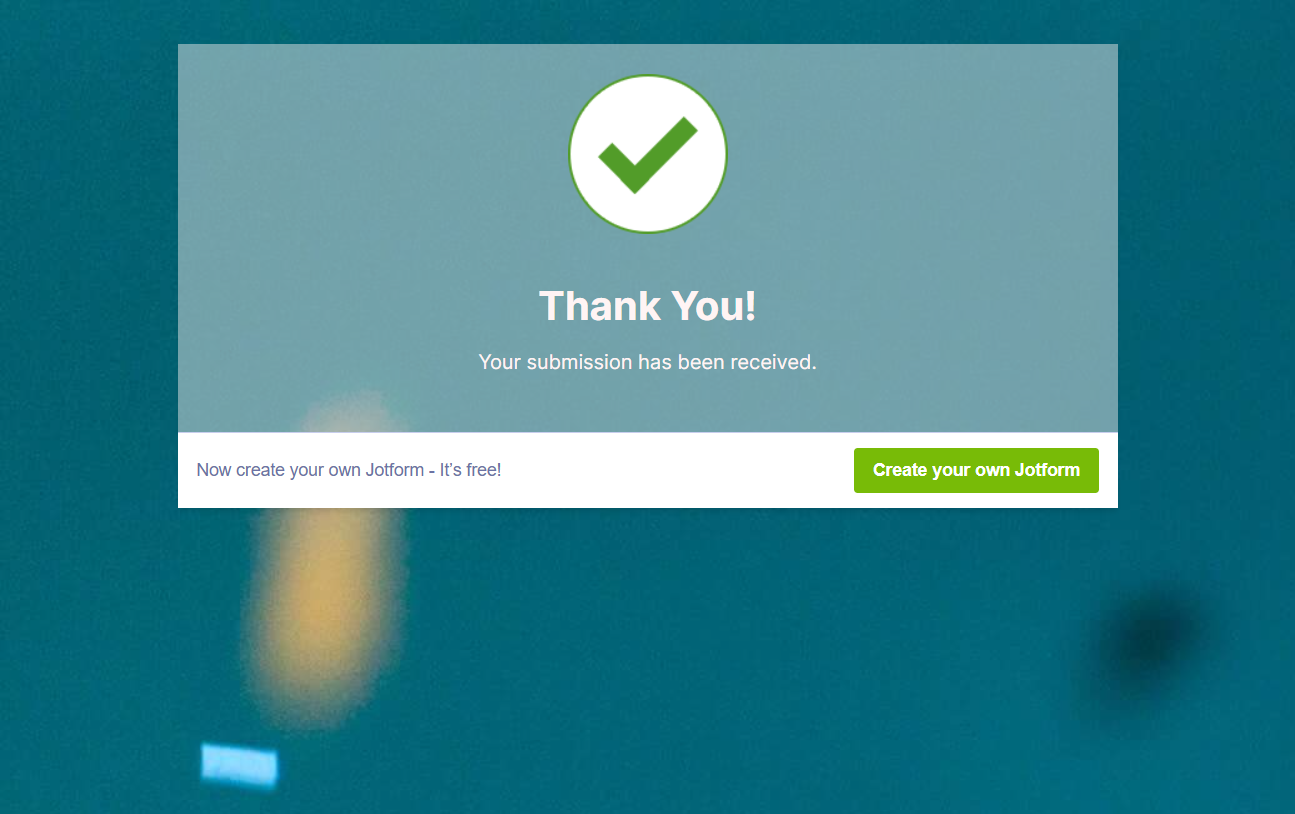 Thank You!
Your submission has been received.
Now create your own Jotform - It's free!
Create your own Jotform